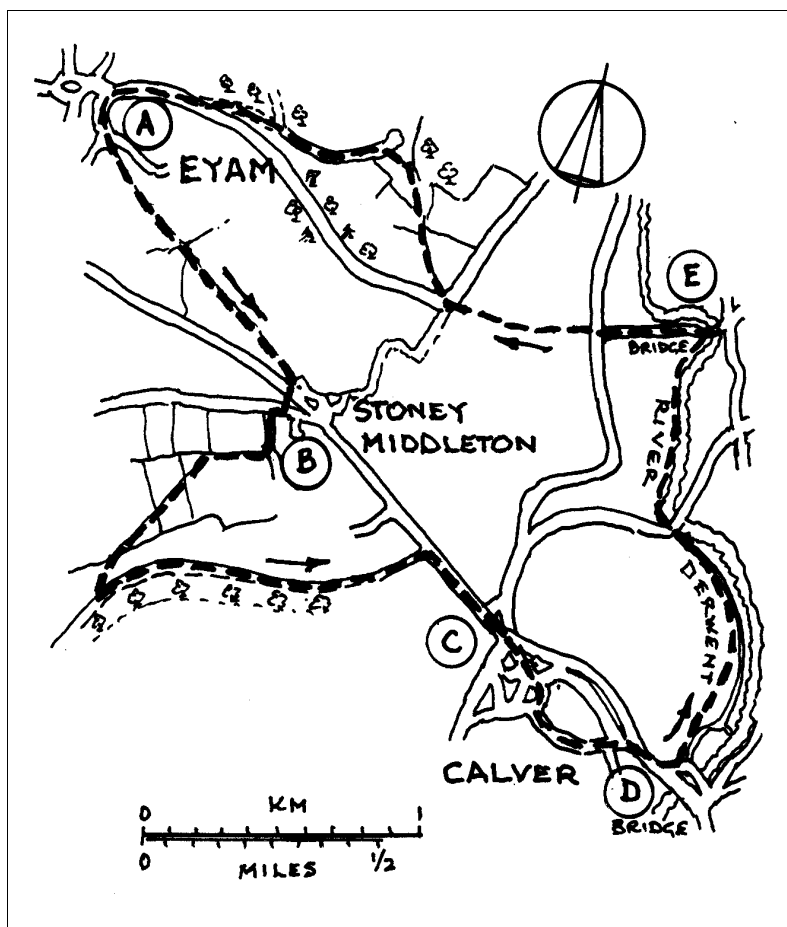 A
EYAM
E
BRIDGE
STONEY
MIDDLETON
B
RIVER
DERWENT
C
CALVER
D
BRIDGE
0 KM 1
0 MILES 1/2